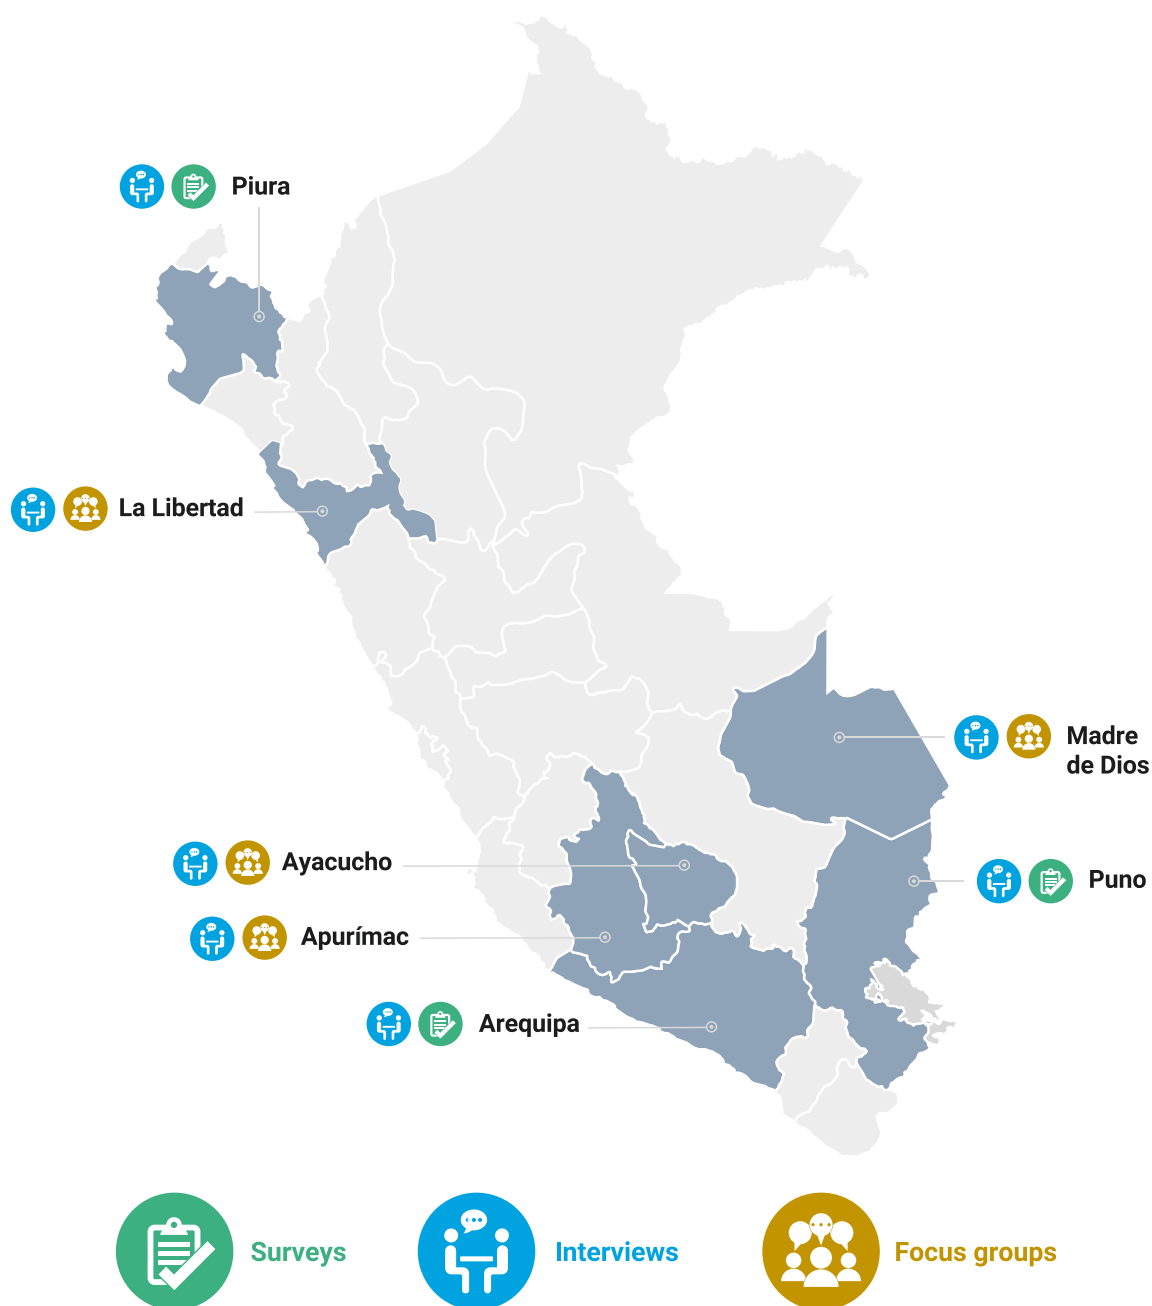 Piura
La Libertad
Madre
de Dios
Ayacucho
Puno
Apurímac
Arequipa
Surveys
Interviews
Focus groups